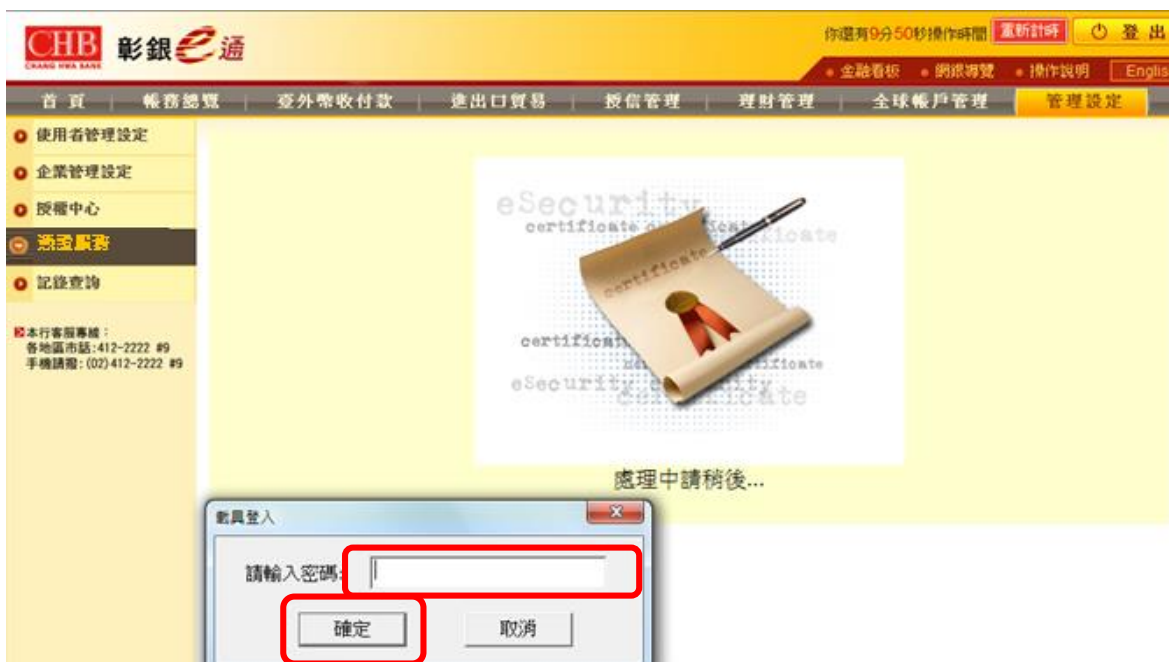 CHB
CHANG HWA BANK
彰銀e通
你還有9分50秒操作時間 重新計時 登出
金融看板 網銀導覽 操作說明 Englis
首頁 帳務總覽 臺外幣收付款 進出口貿易 授信管理 理財管理 全球帳戶管理 管理設定
使用者管理設定
企業管理設定
授權中心
憑證服務
記錄查詢
本行客服專線：
各地區市話:412-2222 #9
手機請撥:(02)412-2222 #9
eSecurity
certificate
certificate
eSecurity
處理中請稍後...
載具登入
請輸入密碼:
確定 取消